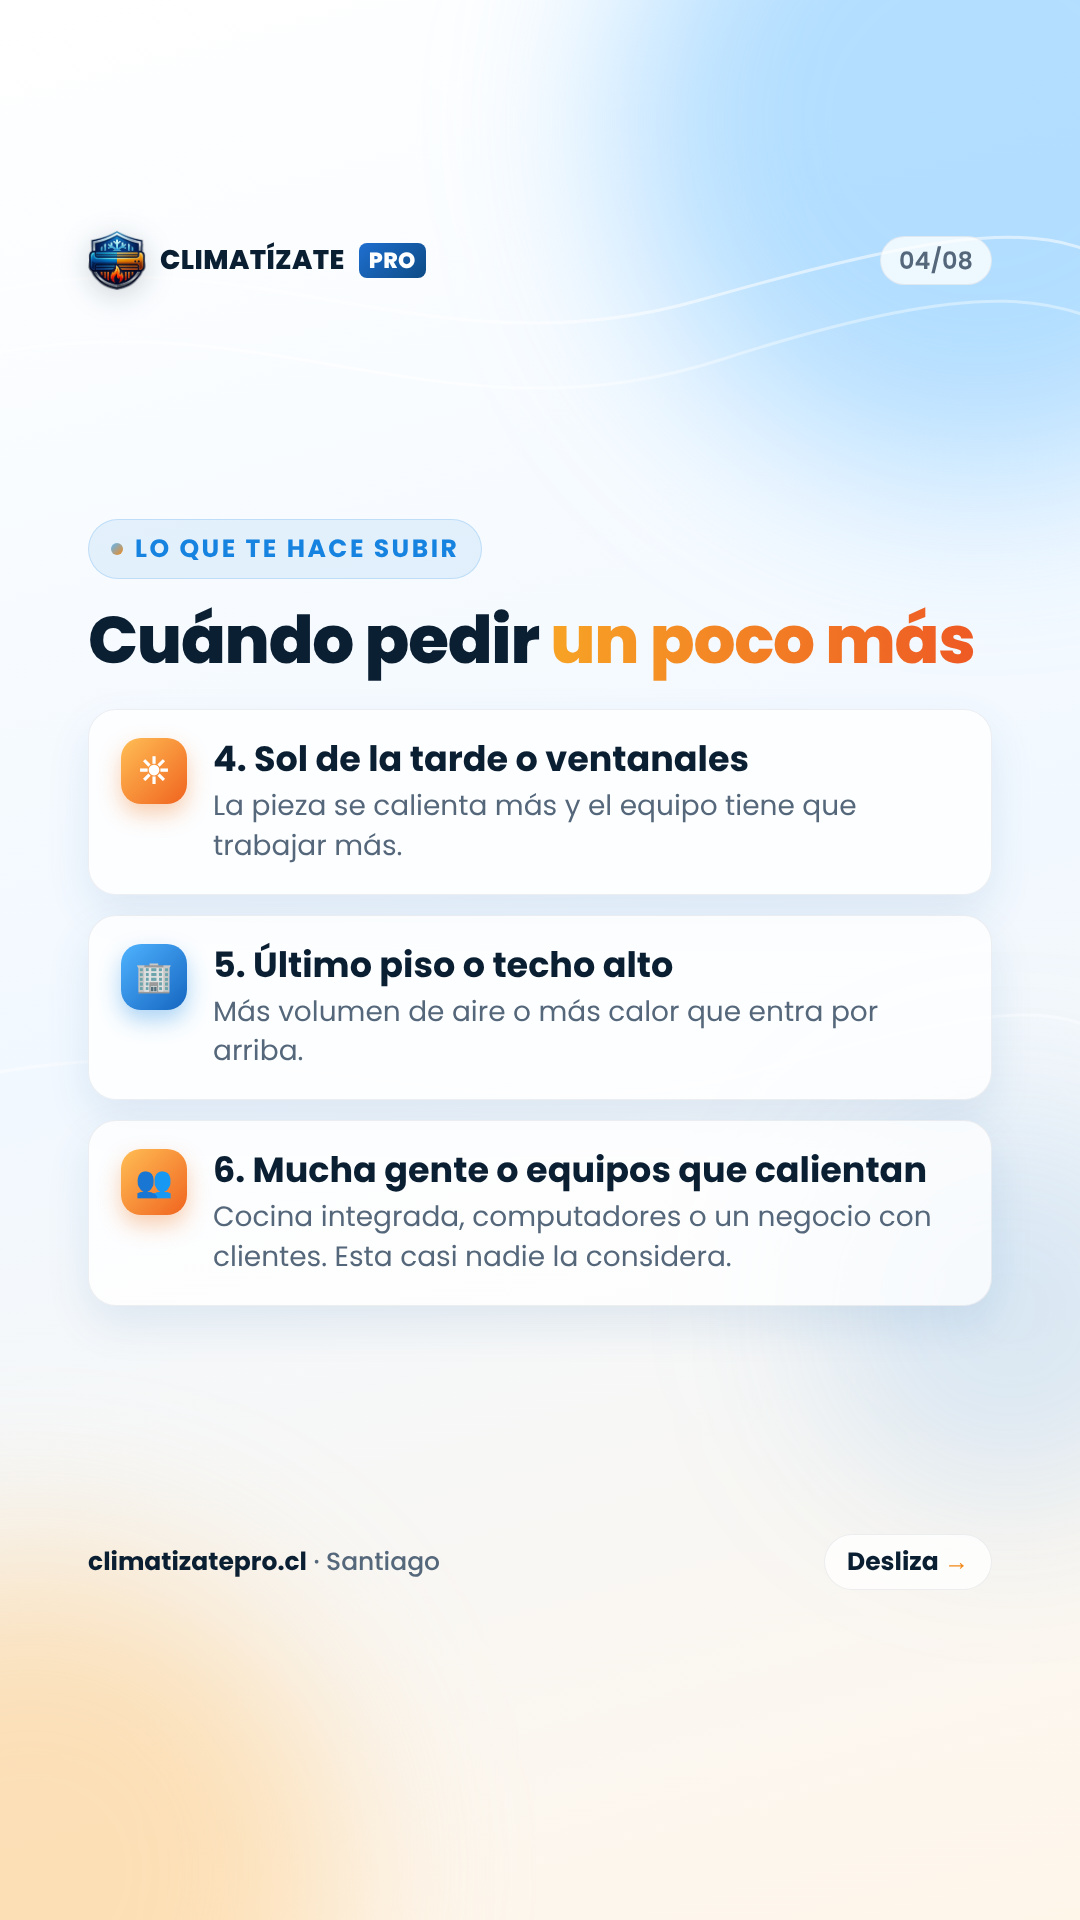 CLIMATÍZATE PRO
04/08
LO QUE TE HACE SUBIR
Cuándo pedir un poco más
4. Sol de la tarde o ventanales
La pieza se calienta más y el equipo tiene que
trabajar más.
5. Último piso o techo alto
Más volumen de aire o más calor que entra por
arriba.
6. Mucha gente o equipos que calientan
Cocina integrada, computadores o un negocio con
clientes. Esta casi nadie la considera.
climatizatepro.cl · Santiago
Desliza →